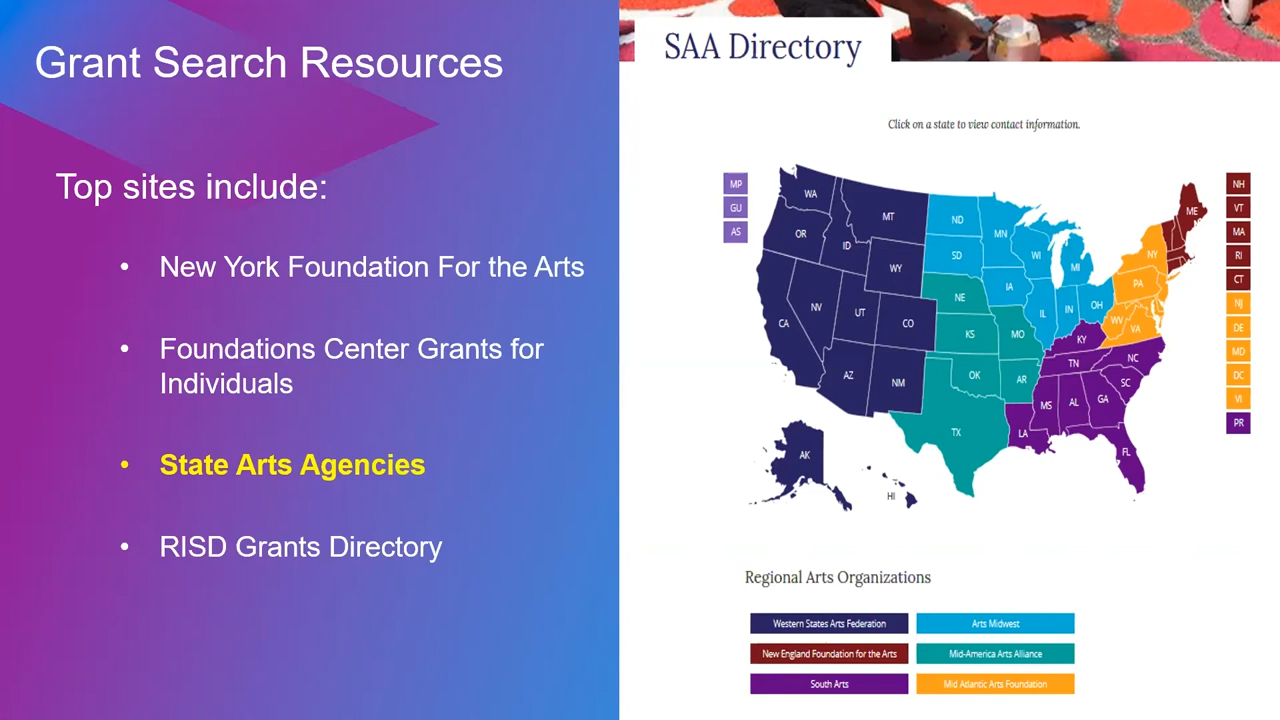 Grant Search Resources
Top sites include:
• New York Foundation For the Arts
• Foundations Center Grants for
Individuals
• State Arts Agencies
• RISD Grants Directory
SAA Directory
Click on a state to view contact information.
MP
GU
AS
WA
OR
CA
NV
ID
MT
WY
UT
CO
AZ
NM
AK
HI
ND
SD
MN
WI
MI
IA
IL
IN
OH
NE
KS
MO
OK
AR
TX
KY
TN
NC
SC
MS
AL
GA
LA
FL
NY
PA
WV
VA
ME
NH
VT
MA
RI
CT
NJ
DE
MD
DC
VI
PR
Regional Arts Organizations
Western States Arts Federation
Arts Midwest
New England Foundation for the Arts
Mid-America Arts Alliance
South Arts
Mid Atlantic Arts Foundation